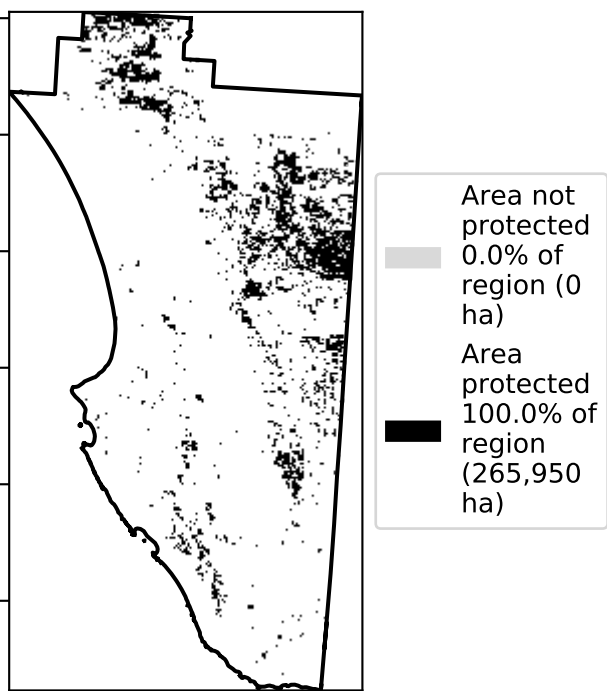 Area not
protected
0.0% of
region (0
ha)
Area
protected
100.0% of
region
(265,950
ha)